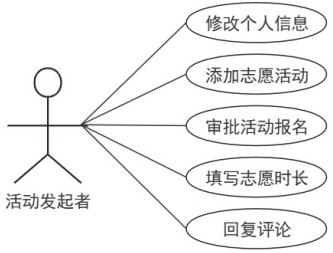 修改个人信息
添加志愿活动
审批活动报名
填写志愿时长
回复评论
活动发起者